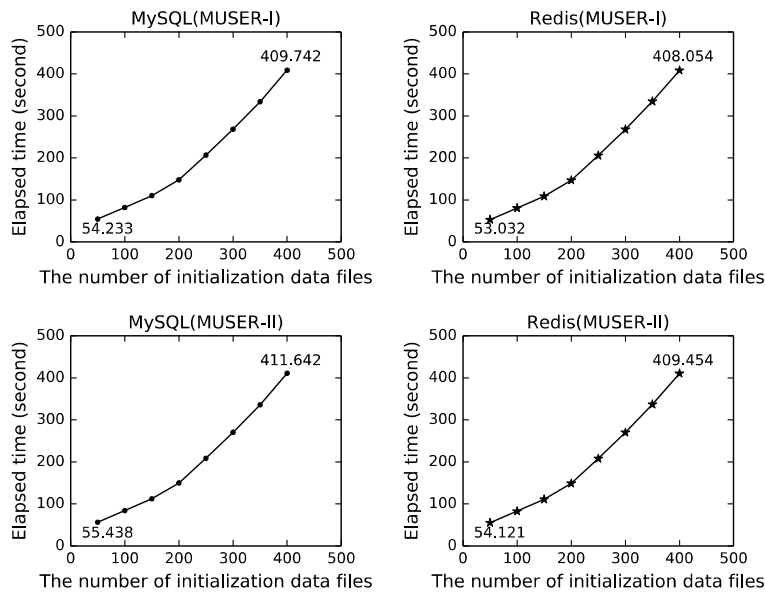 MySQL(MUSER-I)
500
400
300
200
100
0
Elapsed time (second)
409.742
54.233
0 100 200 300 400 500
The number of initialization data files
Redis(MUSER-I)
500
400
300
200
100
0
Elapsed time (second)
408.054
53.032
0 100 200 300 400 500
The number of initialization data files
MySQL(MUSER-II)
500
400
300
200
100
0
Elapsed time (second)
411.642
55.438
0 100 200 300 400 500
The number of initialization data files
Redis(MUSER-II)
500
400
300
200
100
0
Elapsed time (second)
409.454
54.121
0 100 200 300 400 500
The number of initialization data files